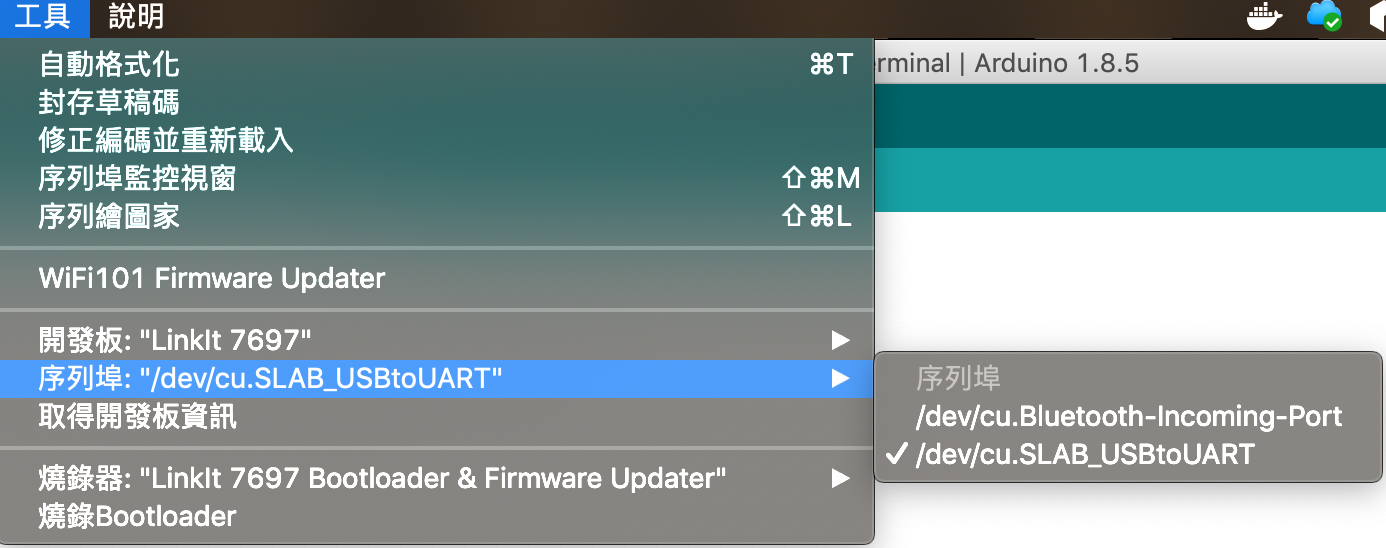 工具 說明
自動格式化 ⌘T
rminal | Arduino 1.8.5
封存草稿碼
修正編碼並重新載入
序列埠監控視窗 ⇧⌘M
序列繪圖家 ⇧⌘L
WiFi101 Firmware Updater
開發板: "LinkIt 7697"
序列埠: "/dev/cu.SLAB_USBtoUART"
序列埠
取得開發板資訊
/dev/cu.Bluetooth-Incoming-Port
/dev/cu.SLAB_USBtoUART
燒錄器: "LinkIt 7697 Bootloader & Firmware Updater"
燒錄Bootloader